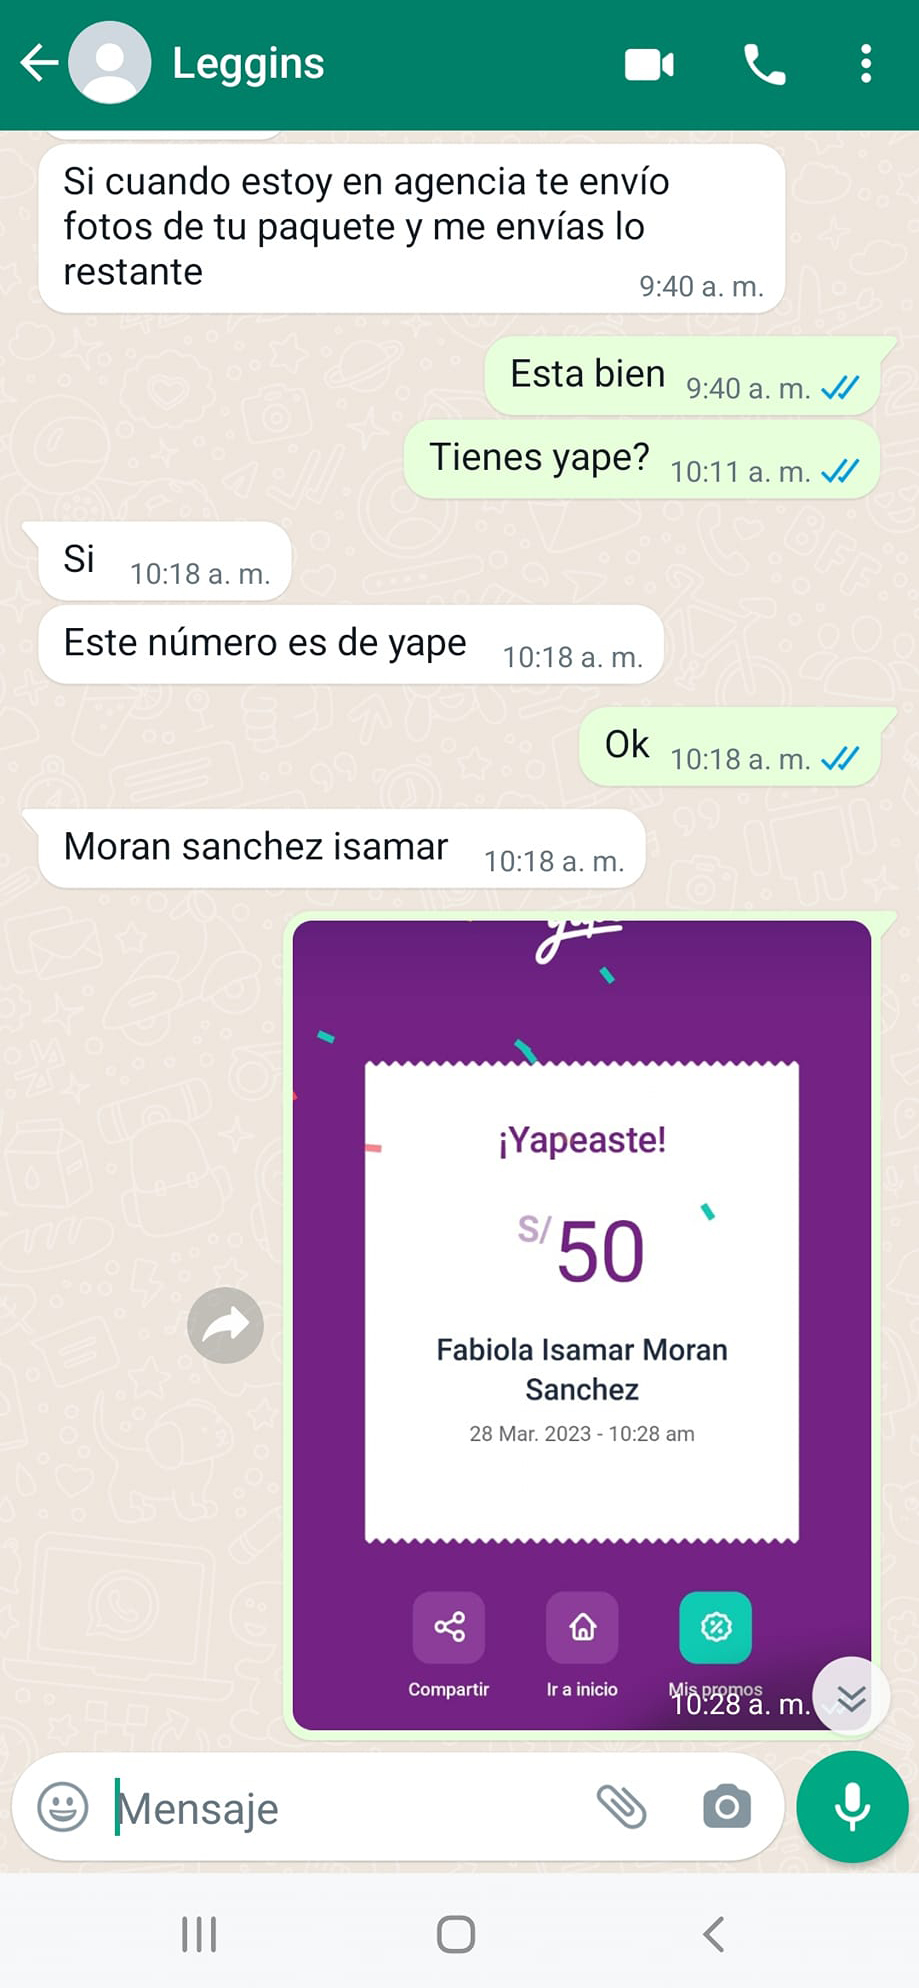 Leggins
Si cuando estoy en agencia te envío
fotos de tu paquete y me envías lo
restante
9:40 a. m.
Esta bien 9:40 a. m.
Tienes yape? 10:11 a. m.
Si 10:18 a. m.
Este número es de yape 10:18 a. m.
Ok 10:18 a. m.
Moran sanchez isamar 10:18 a. m.
¡Yapeaste!
S/50
Fabiola Isamar Moran
Sanchez
28 Mar. 2023 - 10:28 am
Compartir Ir a inicio Mis promos
10:28 a. m.
Mensaje